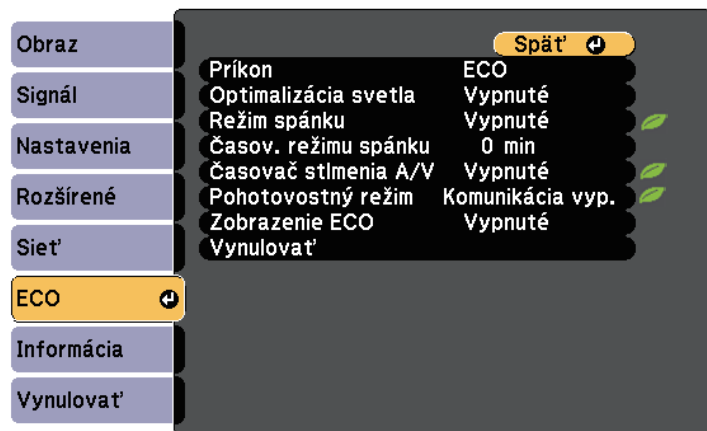 Obraz
Signál
Nastavenia
Rozšírené
Sieť
ECO
Informácia
Vynulovať
Späť
Príkon ECO
Optimalizácia svetla Vypnuté
Režim spánku Vypnuté
Časov. režimu spánku 0 min
Časovač stlmenia A/V Vypnuté
Pohotovostný režim Komunikácia vyp.
Zobrazenie ECO Vypnuté
Vynulovať